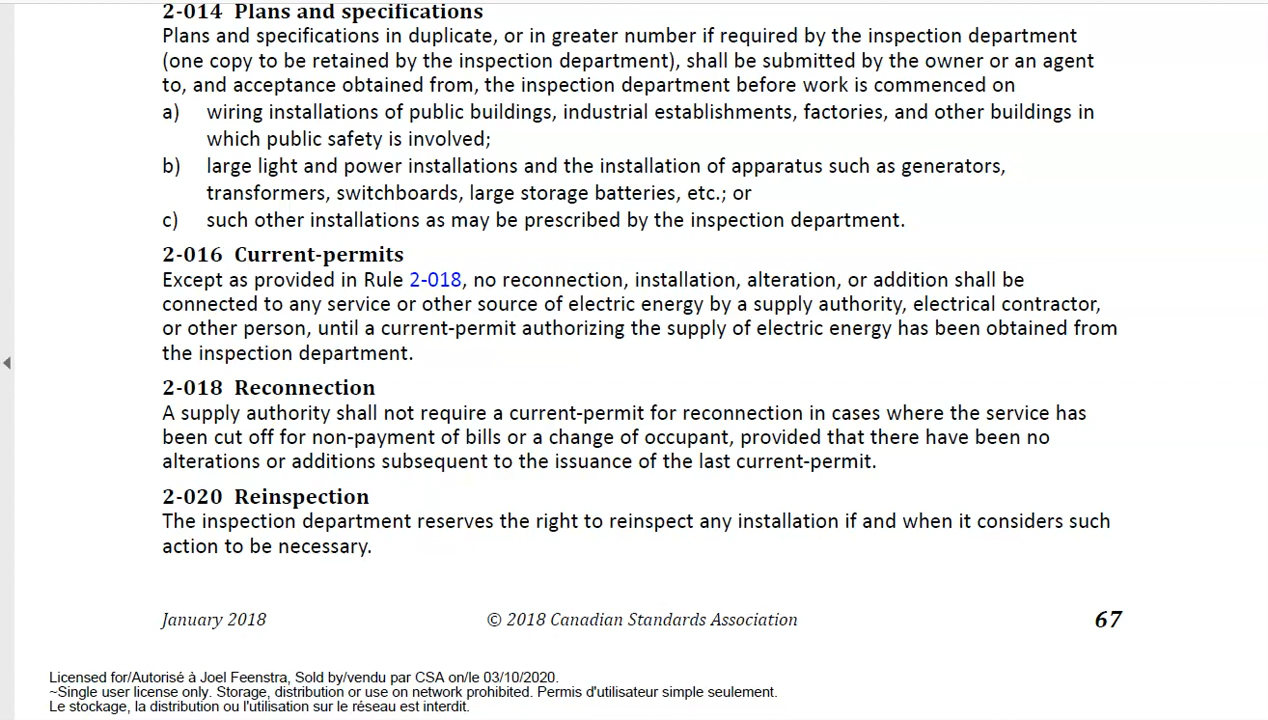 2-014 Plans and specifications
Plans and specifications in duplicate, or in greater number if required by the inspection department
(one copy to be retained by the inspection department), shall be submitted by the owner or an agent
to, and acceptance obtained from, the inspection department before work is commenced on
a) wiring installations of public buildings, industrial establishments, factories, and other buildings in
which public safety is involved;
b) large light and power installations and the installation of apparatus such as generators,
transformers, switchboards, large storage batteries, etc.; or
c) such other installations as may be prescribed by the inspection department.
2-016 Current-permits
Except as provided in Rule 2-018, no reconnection, installation, alteration, or addition shall be
connected to any service or other source of electric energy by a supply authority, electrical contractor,
or other person, until a current-permit authorizing the supply of electric energy has been obtained from
the inspection department.
2-018 Reconnection
A supply authority shall not require a current-permit for reconnection in cases where the service has
been cut off for non-payment of bills or a change of occupant, provided that there have been no
alterations or additions subsequent to the issuance of the last current-permit.
2-020 Reinspection
The inspection department reserves the right to reinspect any installation if and when it considers such
action to be necessary.
January 2018 © 2018 Canadian Standards Association 67
Licensed for/Autorisé à Joel Feenstra, Sold by/vendu par CSA on/le 03/10/2020.
~Single user license only. Storage, distribution or use on network prohibited. Permis d'utilisateur simple seulement.
Le stockage, la distribution ou l'utilisation sur le réseau est interdit.